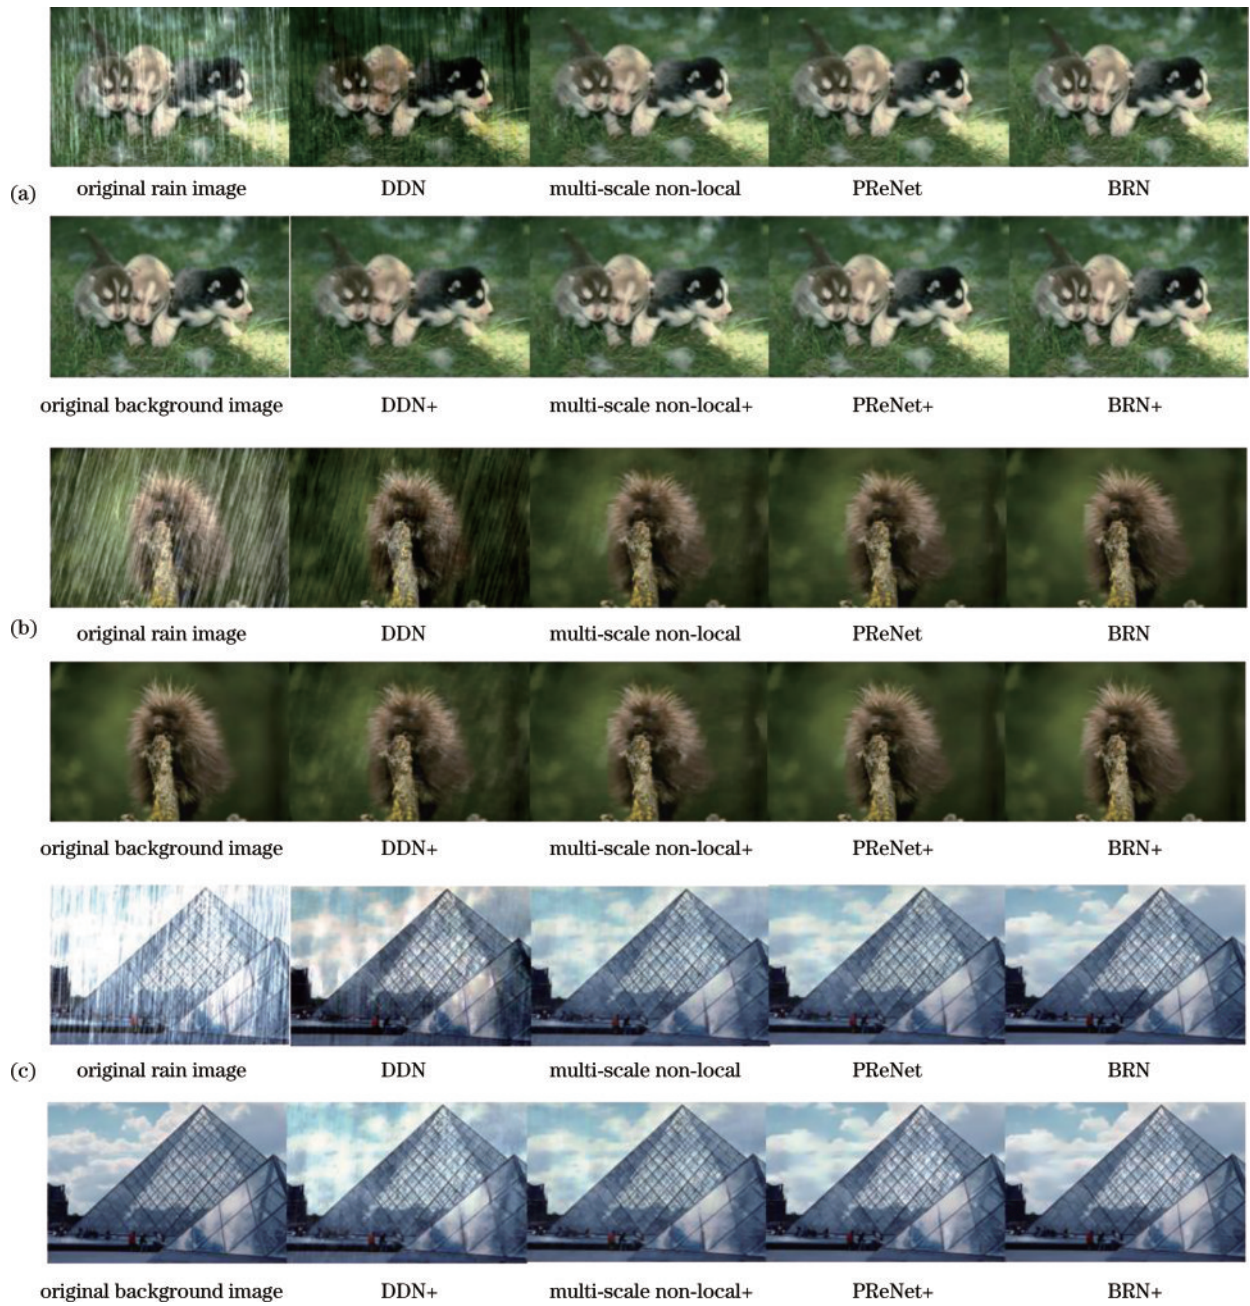 original rain image DDN multi-scale non-local PReNet BRN
(a)
original background image DDN+ multi-scale non-local+ PReNet+ BRN+
original rain image DDN multi-scale non-local PReNet BRN
(b)
original background image DDN+ multi-scale non-local+ PReNet+ BRN+
original rain image DDN multi-scale non-local PReNet BRN
(c)
original background image DDN+ multi-scale non-local+ PReNet+ BRN+